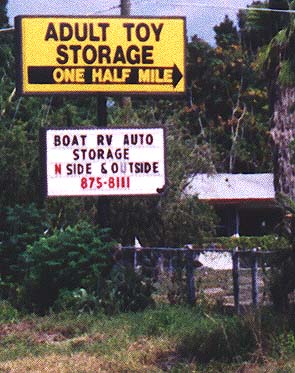 ADULT TOY
STORAGE
ONE HALF MILE
BOAT RV AUTO
STORAGE
N SIDE & OUTSIDE
875-8111